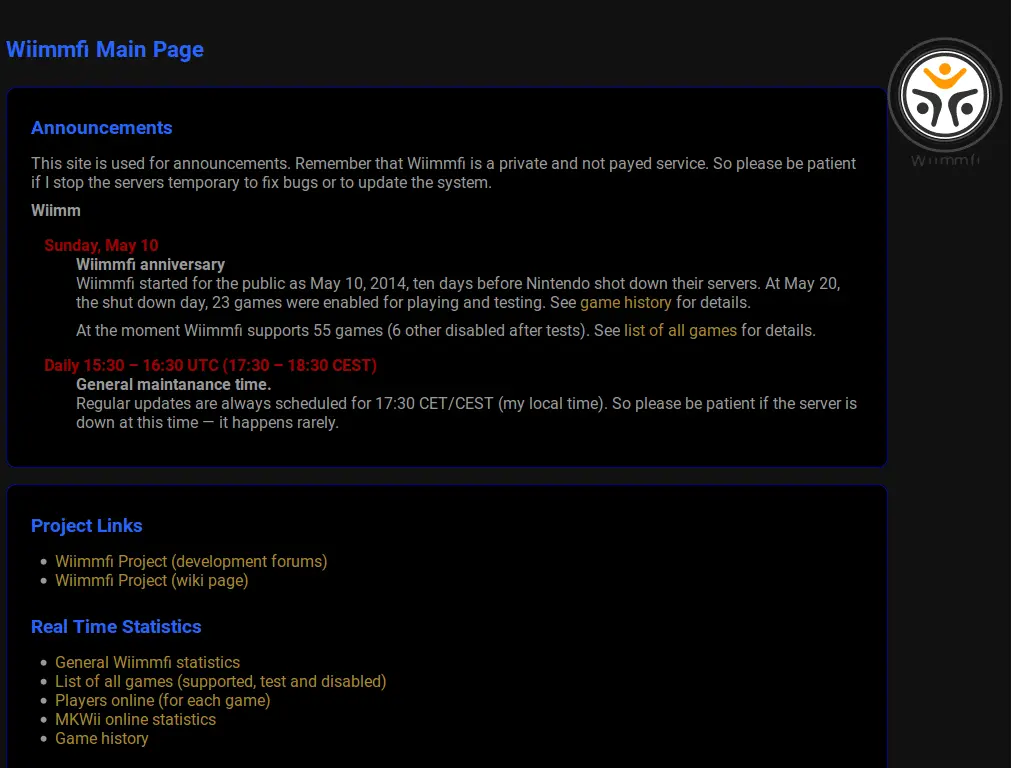 Wiimmfi Main Page
Wiimmfi
Announcements
This site is used for announcements. Remember that Wiimmfi is a private and not payed service. So please be patient
if I stop the servers temporary to fix bugs or to update the system.
Wiimm
Sunday, May 10
Wiimmfi anniversary
Wiimmfi started for the public as May 10, 2014, ten days before Nintendo shot down their servers. At May 20,
the shut down day, 23 games were enabled for playing and testing. See game history for details.
At the moment Wiimmfi supports 55 games (6 other disabled after tests). See list of all games for details.
Daily 15:30 – 16:30 UTC (17:30 – 18:30 CEST)
General maintanance time.
Regular updates are always scheduled for 17:30 CET/CEST (my local time). So please be patient if the server is
down at this time — it happens rarely.
Project Links
• Wiimmfi Project (development forums)
• Wiimmfi Project (wiki page)
Real Time Statistics
• General Wiimmfi statistics
• List of all games (supported, test and disabled)
• Players online (for each game)
• MKWii online statistics
• Game history